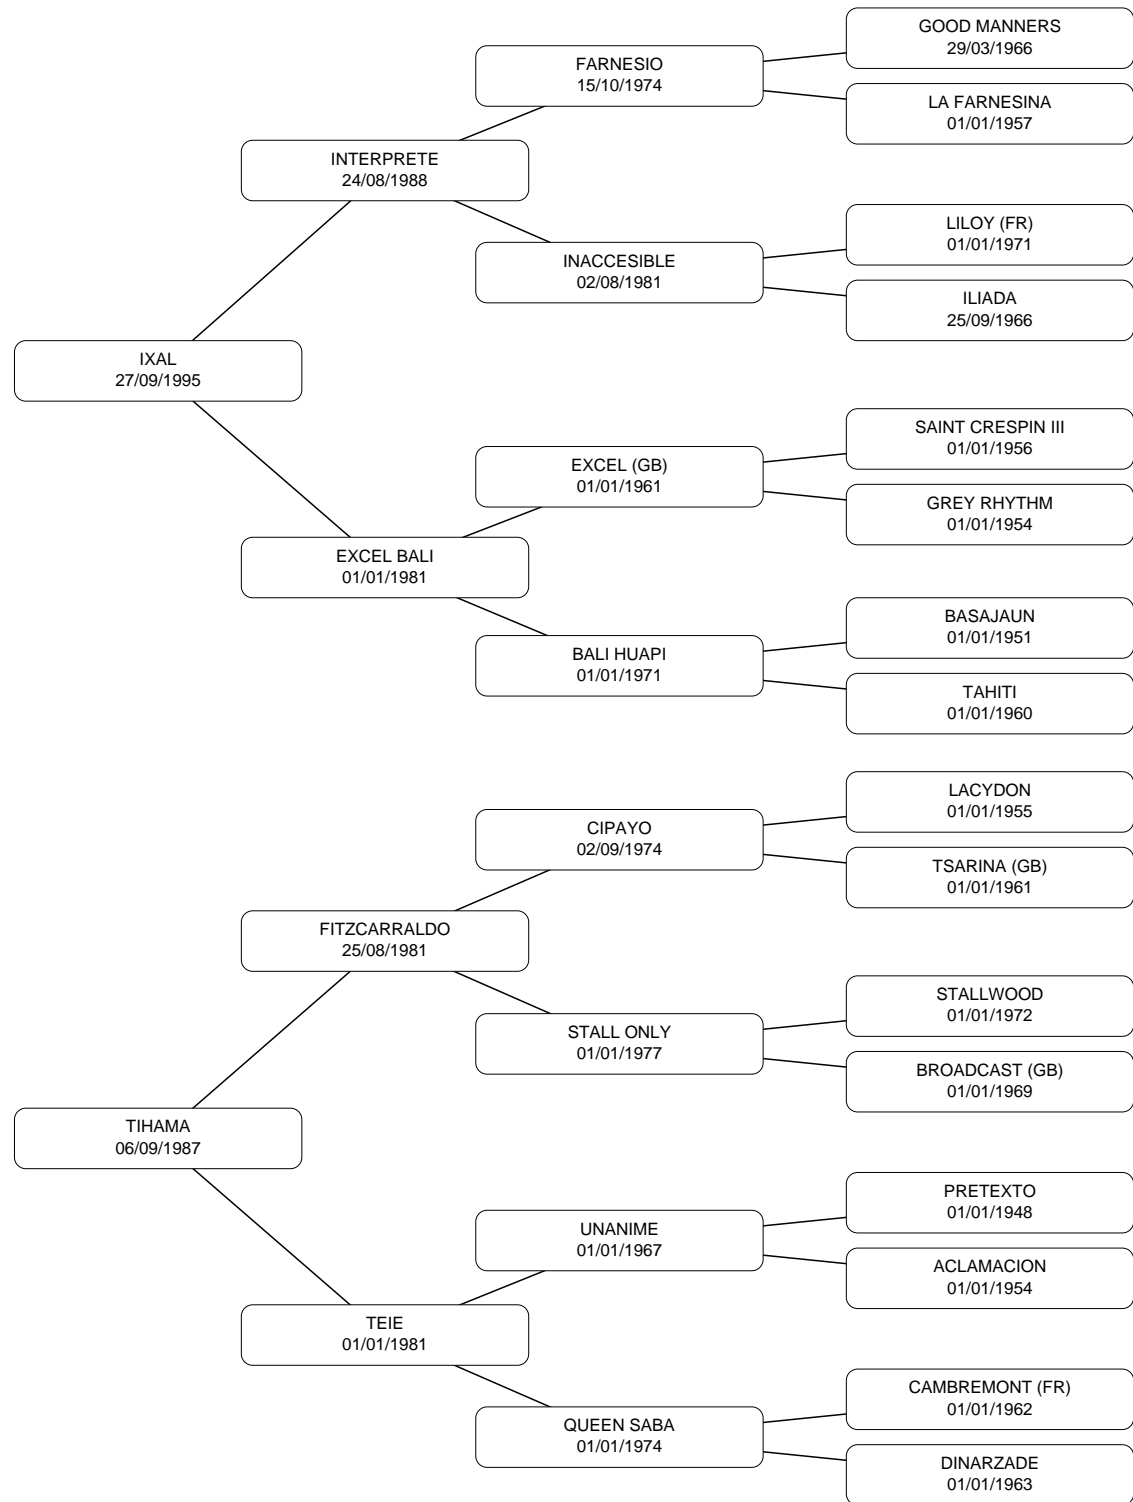 GOOD MANNERS
29/03/1966
FARNESIO
15/10/1974
LA FARNESINA
01/01/1957
INTERPRETE
24/08/1988
LILOY (FR)
01/01/1971
INACCESIBLE
02/08/1981
ILIADA
25/09/1966
IXAL
27/09/1995
SAINT CRESPIN III
01/01/1956
EXCEL (GB)
01/01/1961
GREY RHYTHM
01/01/1954
EXCEL BALI
01/01/1981
BASAJAUN
01/01/1951
BALI HUAPI
01/01/1971
TAHITI
01/01/1960
LACYDON
01/01/1955
CIPAYO
02/09/1974
TSARINA (GB)
01/01/1961
FITZCARRALDO
25/08/1981
STALLWOOD
01/01/1972
STALL ONLY
01/01/1977
BROADCAST (GB)
01/01/1969
TIHAMA
06/09/1987
PRETEXTO
01/01/1948
UNANIME
01/01/1967
ACLAMACION
01/01/1954
TEIE
01/01/1981
CAMBREMONT (FR)
01/01/1962
QUEEN SABA
01/01/1974
DINARZADE
01/01/1963